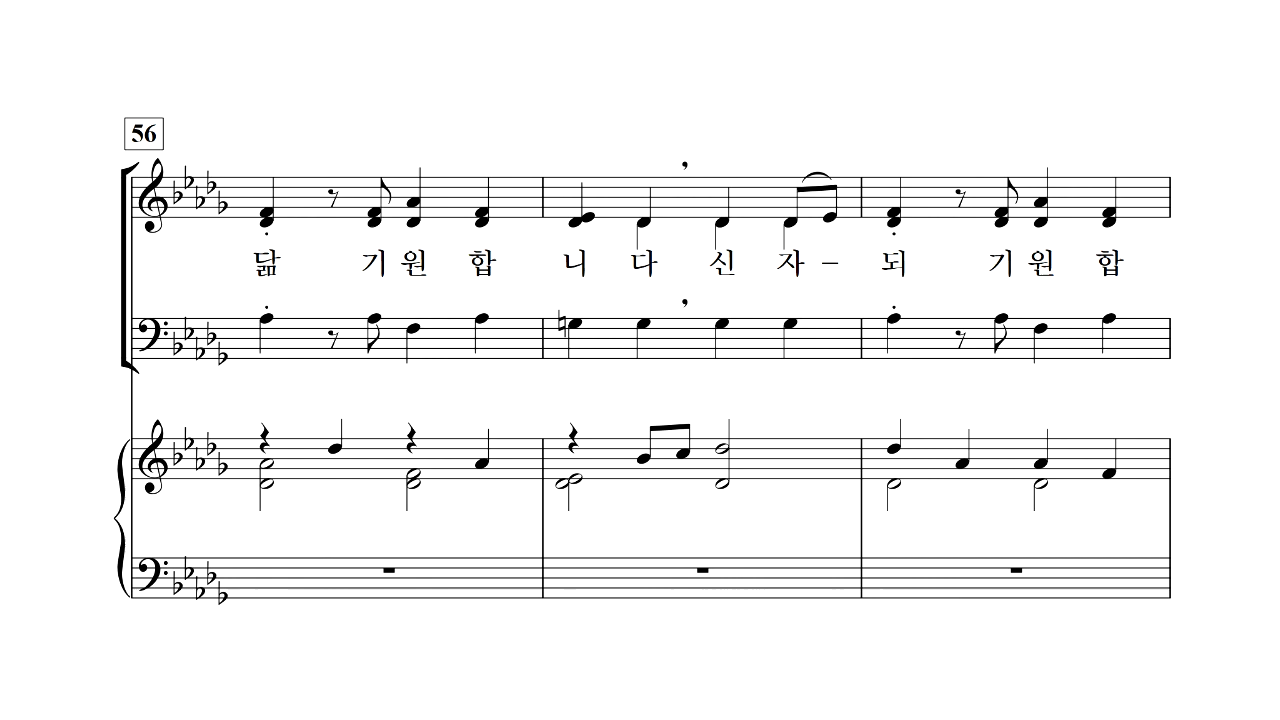 56
닮 기 원 합 니 다 신 자 – 되 기 원 합